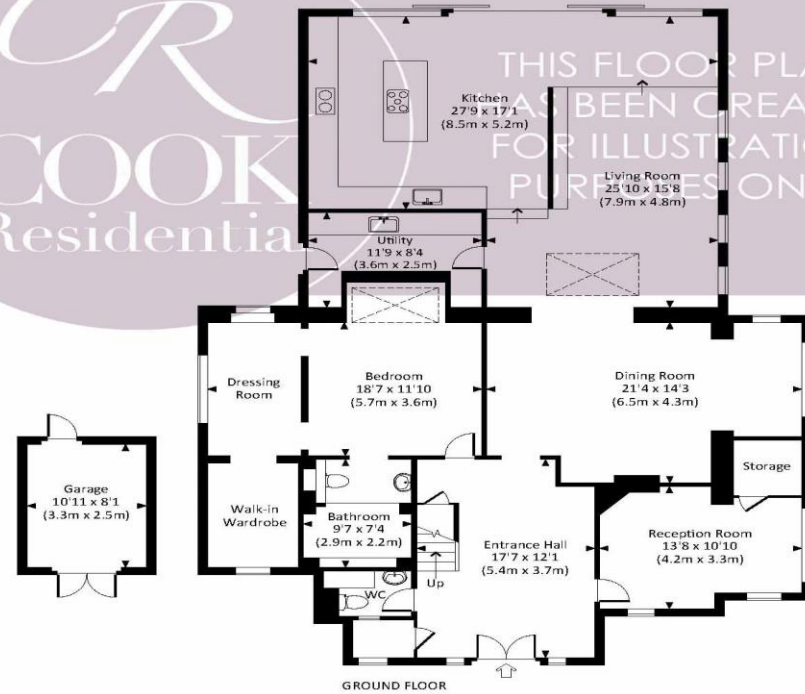 CR
COOK
Residential
THIS FLOOR PLA
HAS BEEN CREA
FOR ILLUSTRATIO
PURPOSES ON
Kitchen
27'9 x 17'1
(8.5m x 5.2m)
Living Room
25'10 x 15'8
(7.9m x 4.8m)
Utility
11'9 x 8'4
(3.6m x 2.5m)
Dressing
Room
Bedroom
18'7 x 11'10
(5.7m x 3.6m)
Dining Room
21'4 x 14'3
(6.5m x 4.3m)
Storage
Garage
10'11 x 8'1
(3.3m x 2.5m)
Walk-in
Wardrobe
Bathroom
9'7 x 7'4
(2.9m x 2.2m)
Entrance Hall
17'7 x 12'1
(5.4m x 3.7m)
Reception Room
13'8 x 10'10
(4.2m x 3.3m)
Up
WC
GROUND FLOOR